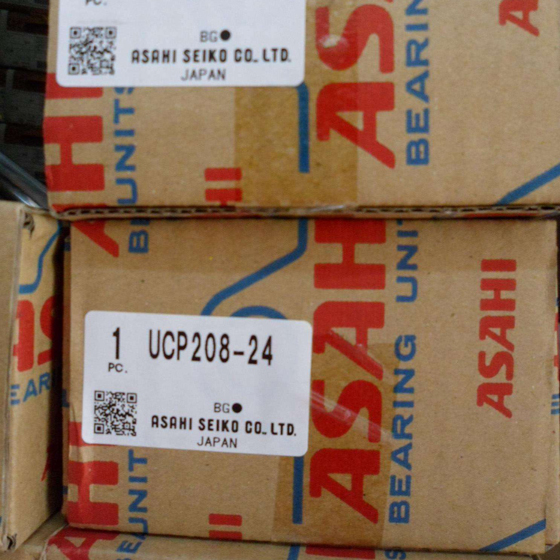 PC.
BG●
ASAHI SEIKO CO., LTD.
JAPAN
ASAHI
BEARING UNITS
1 UCP208-24
PC.
BG●
ASAHI SEIKO CO., LTD.
JAPAN
ASAHI
BEARING UNITS
ASAHI